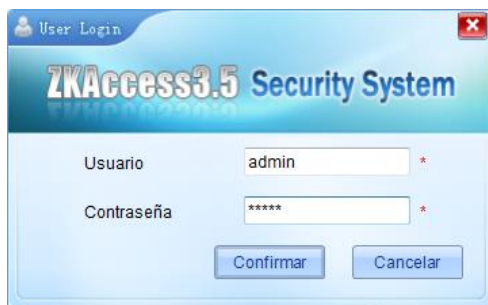 User Login
ZKAccess3.5 Security System
Usuario admin *
Contraseña ***** *
Confirmar Cancelar